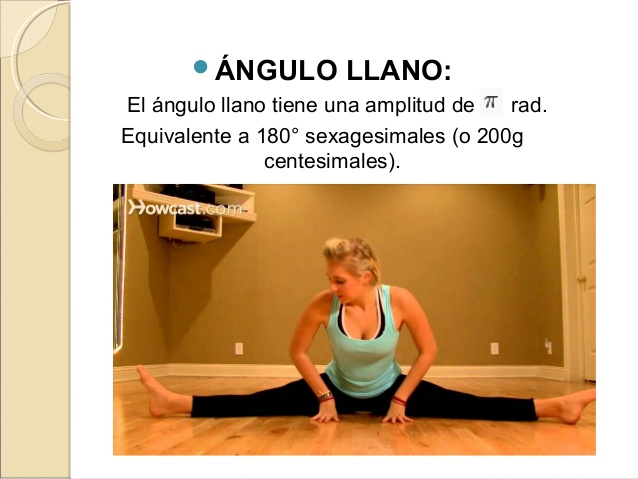 ÁNGULO LLANO:
El ángulo llano tiene una amplitud de π rad.
Equivalente a 180° sexagesimales (o 200g
centesimales).
Howcast.com